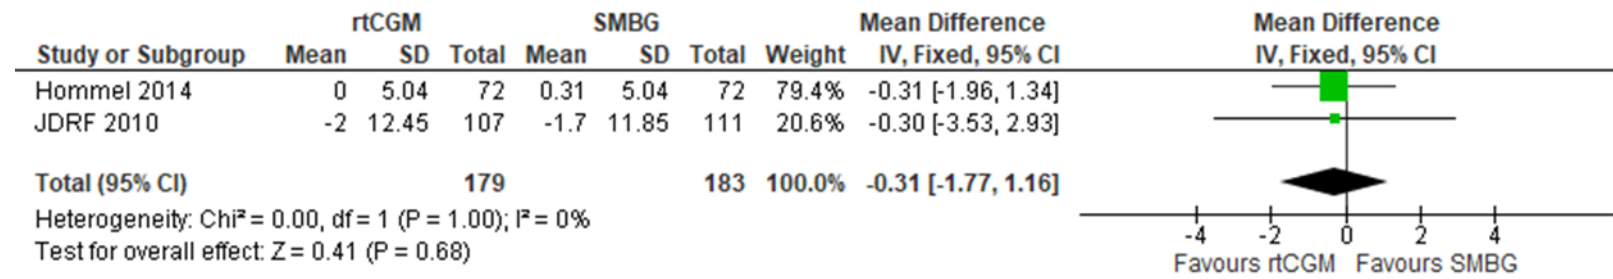 rtCGM SMBG Mean Difference Mean Difference
Study or Subgroup Mean SD Total Mean SD Total Weight IV, Fixed, 95% CI IV, Fixed, 95% CI
Hommel 2014 0 5.04 72 0.31 5.04 72 79.4% -0.31 [-1.96, 1.34]
JDRF 2010 -2 12.45 107 -1.7 11.85 111 20.6% -0.30 [-3.53, 2.93]
Total (95% CI) 179 183 100.0% -0.31 [-1.77, 1.16]
Heterogeneity: Chi² = 0.00, df = 1 (P = 1.00); I² = 0%
Test for overall effect: Z = 0.41 (P = 0.68)
-4 -2 0 2 4
Favours rtCGM Favours SMBG